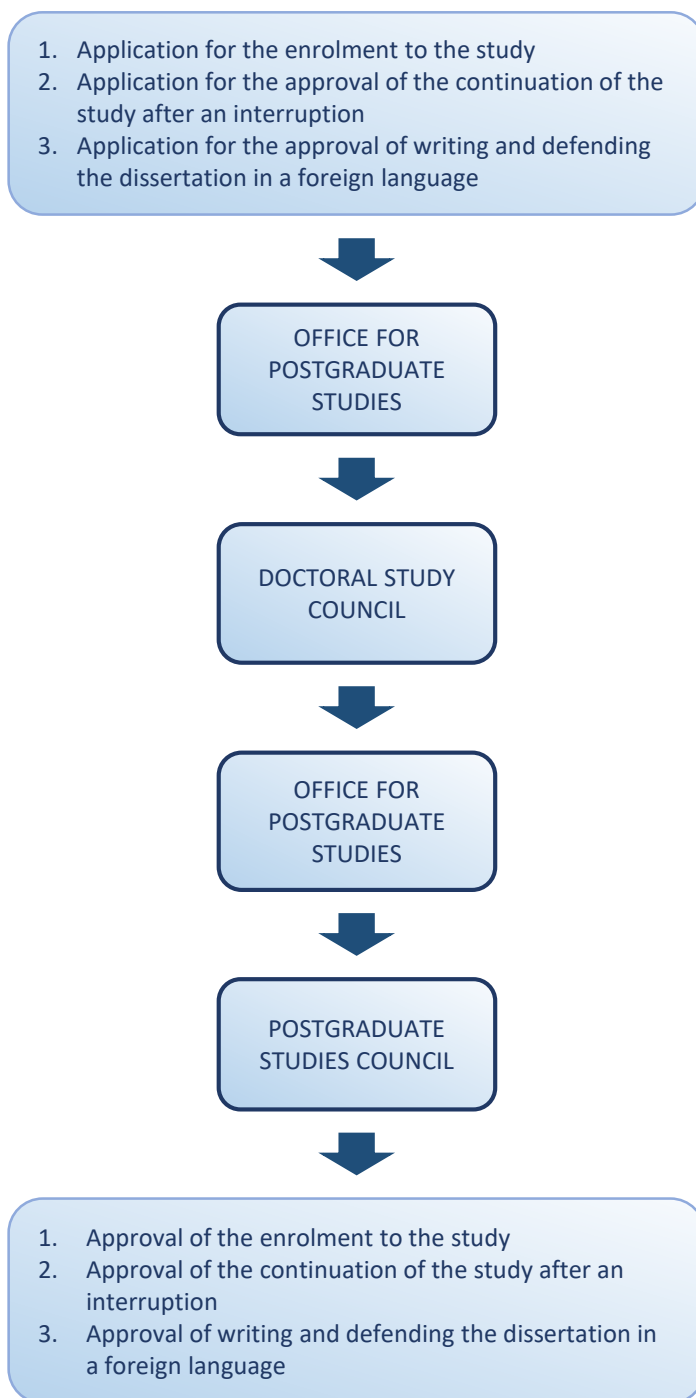 1. Application for the enrolment to the study
2. Application for the approval of the continuation of the
study after an interruption
3. Application for the approval of writing and defending
the dissertation in a foreign language
OFFICE FOR
POSTGRADUATE
STUDIES
DOCTORAL STUDY
COUNCIL
OFFICE FOR
POSTGRADUATE
STUDIES
POSTGRADUATE
STUDIES COUNCIL
1. Approval of the enrolment to the study
2. Approval of the continuation of the study after an
interruption
3. Approval of writing and defending the dissertation in
a foreign language